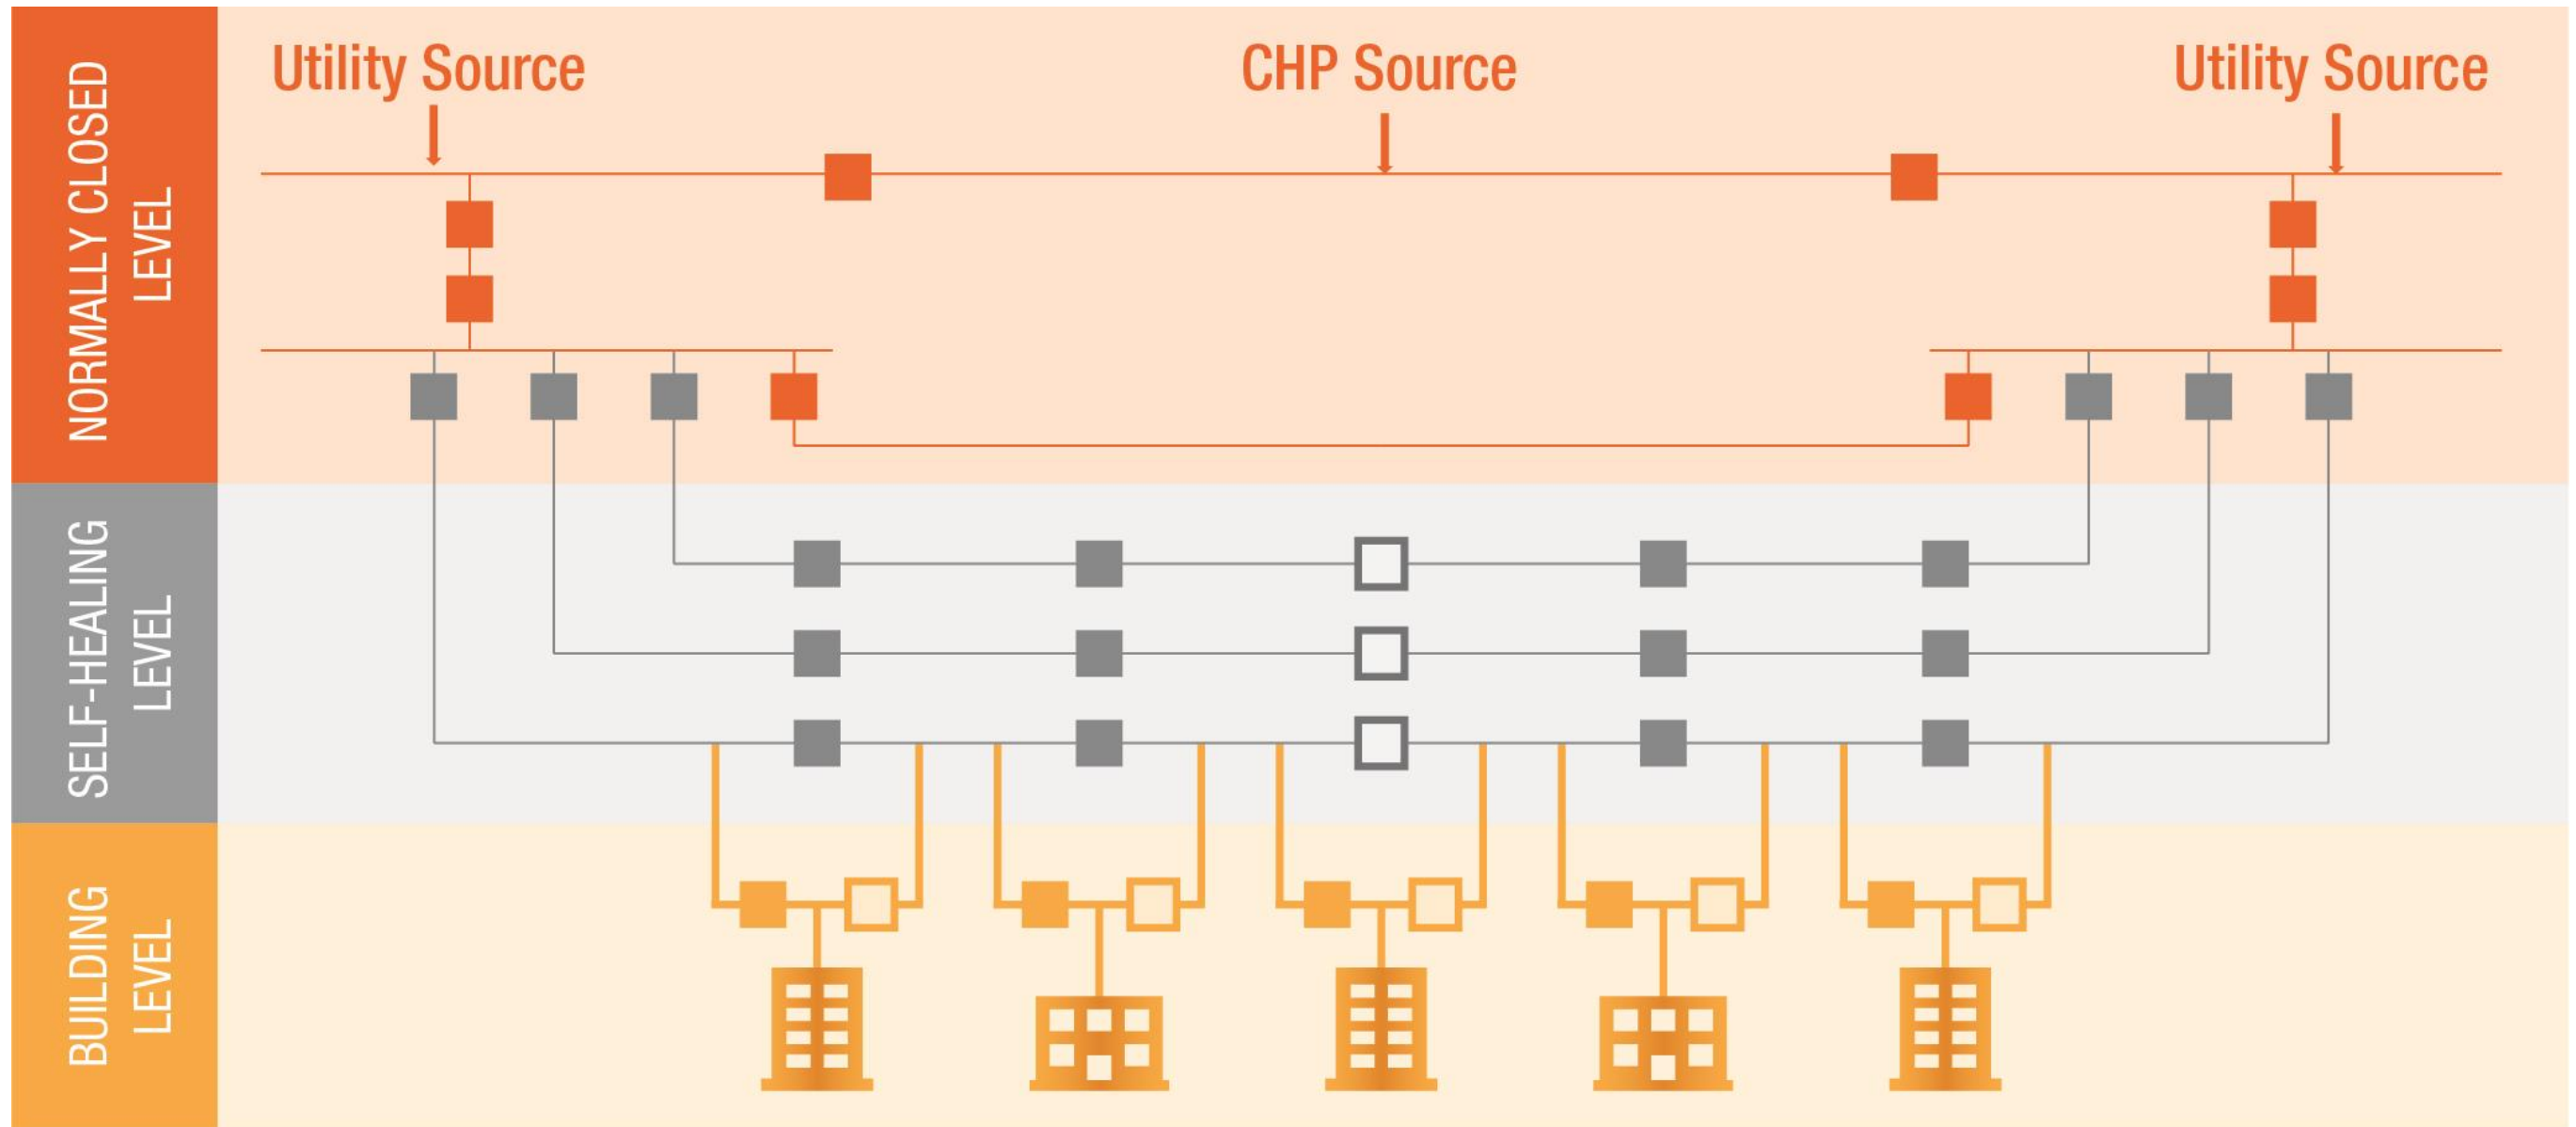 Utility Source
CHP Source
Utility Source
NORMALLY CLOSED
LEVEL
SELF-HEALING
LEVEL
BUILDING
LEVEL